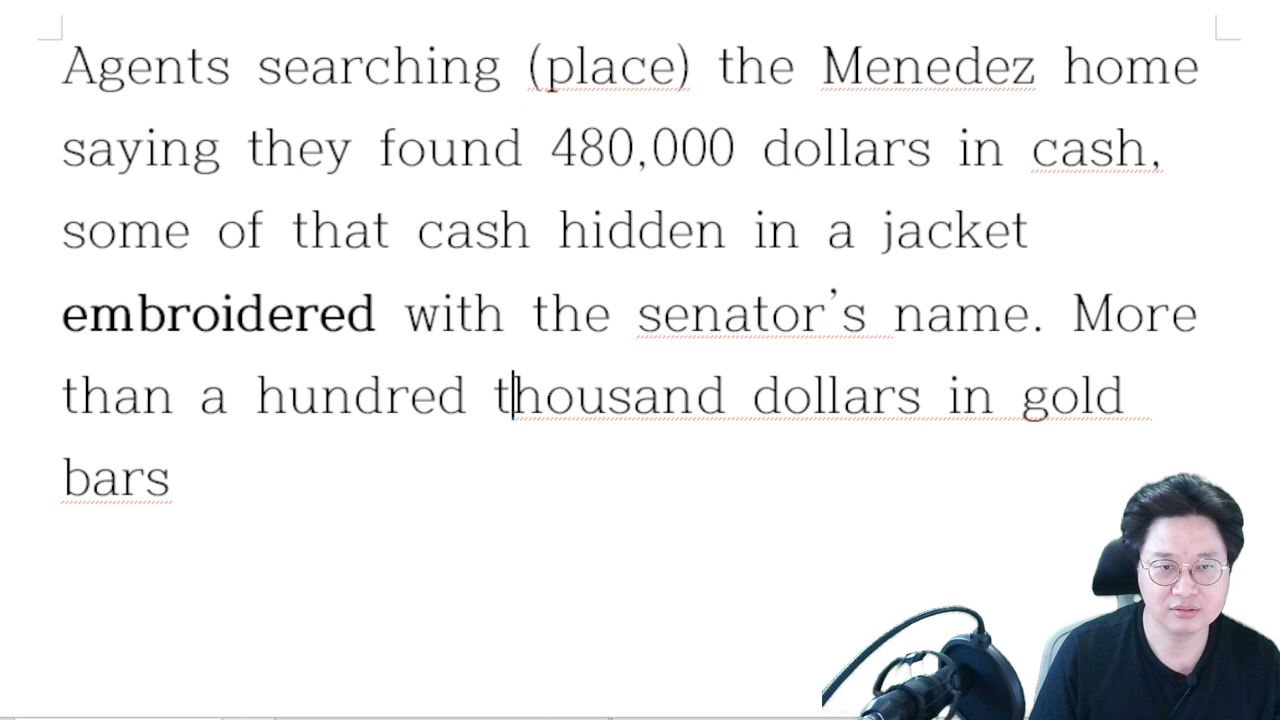 Agents searching (place) the Menedez home
saying they found 480,000 dollars in cash,
some of that cash hidden in a jacket
embroidered with the senator's name. More
than a hundred thousand dollars in gold
bars